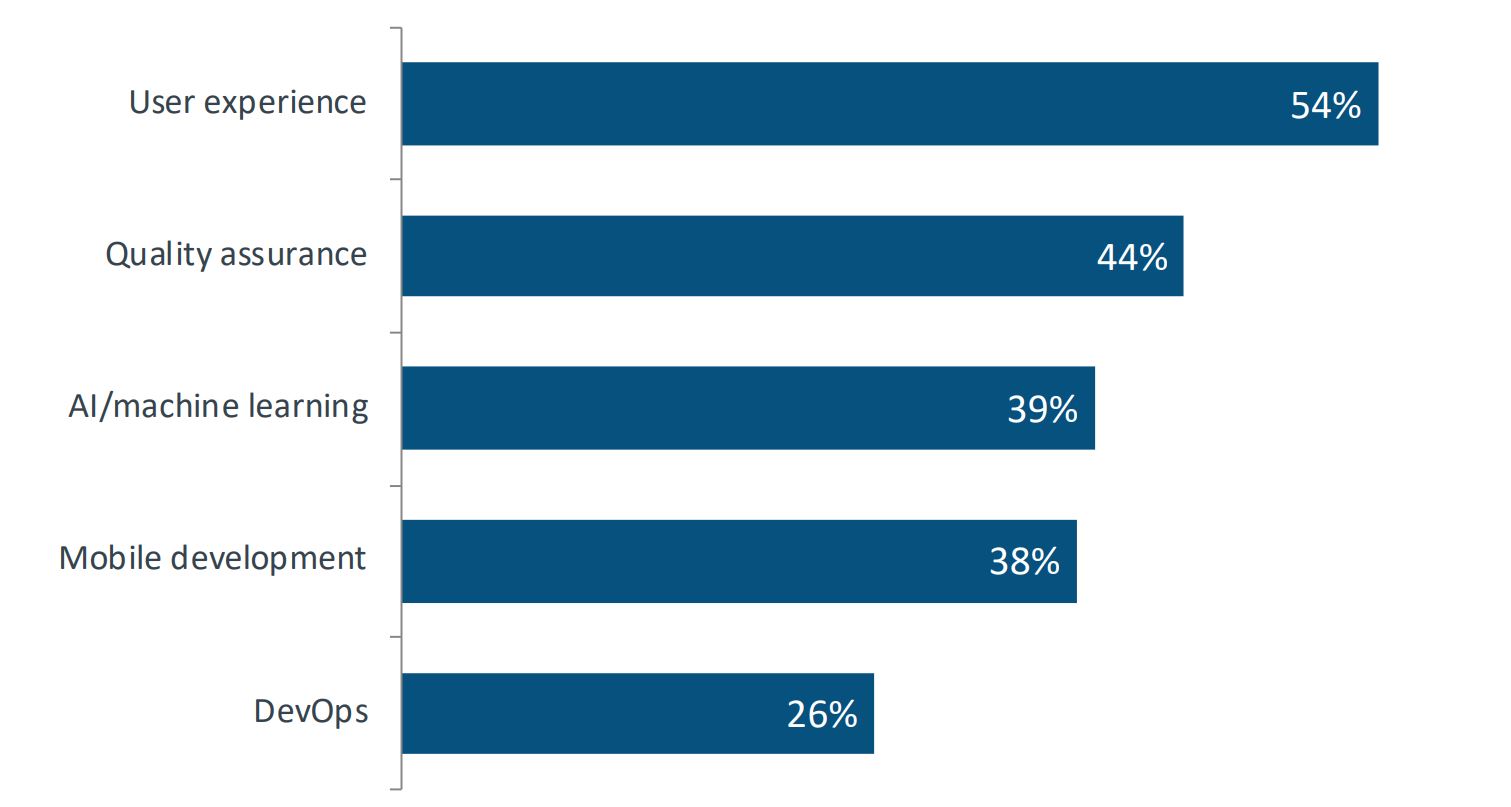 User experience 54%
Quality assurance 44%
AI/machine learning 39%
Mobile development 38%
DevOps 26%